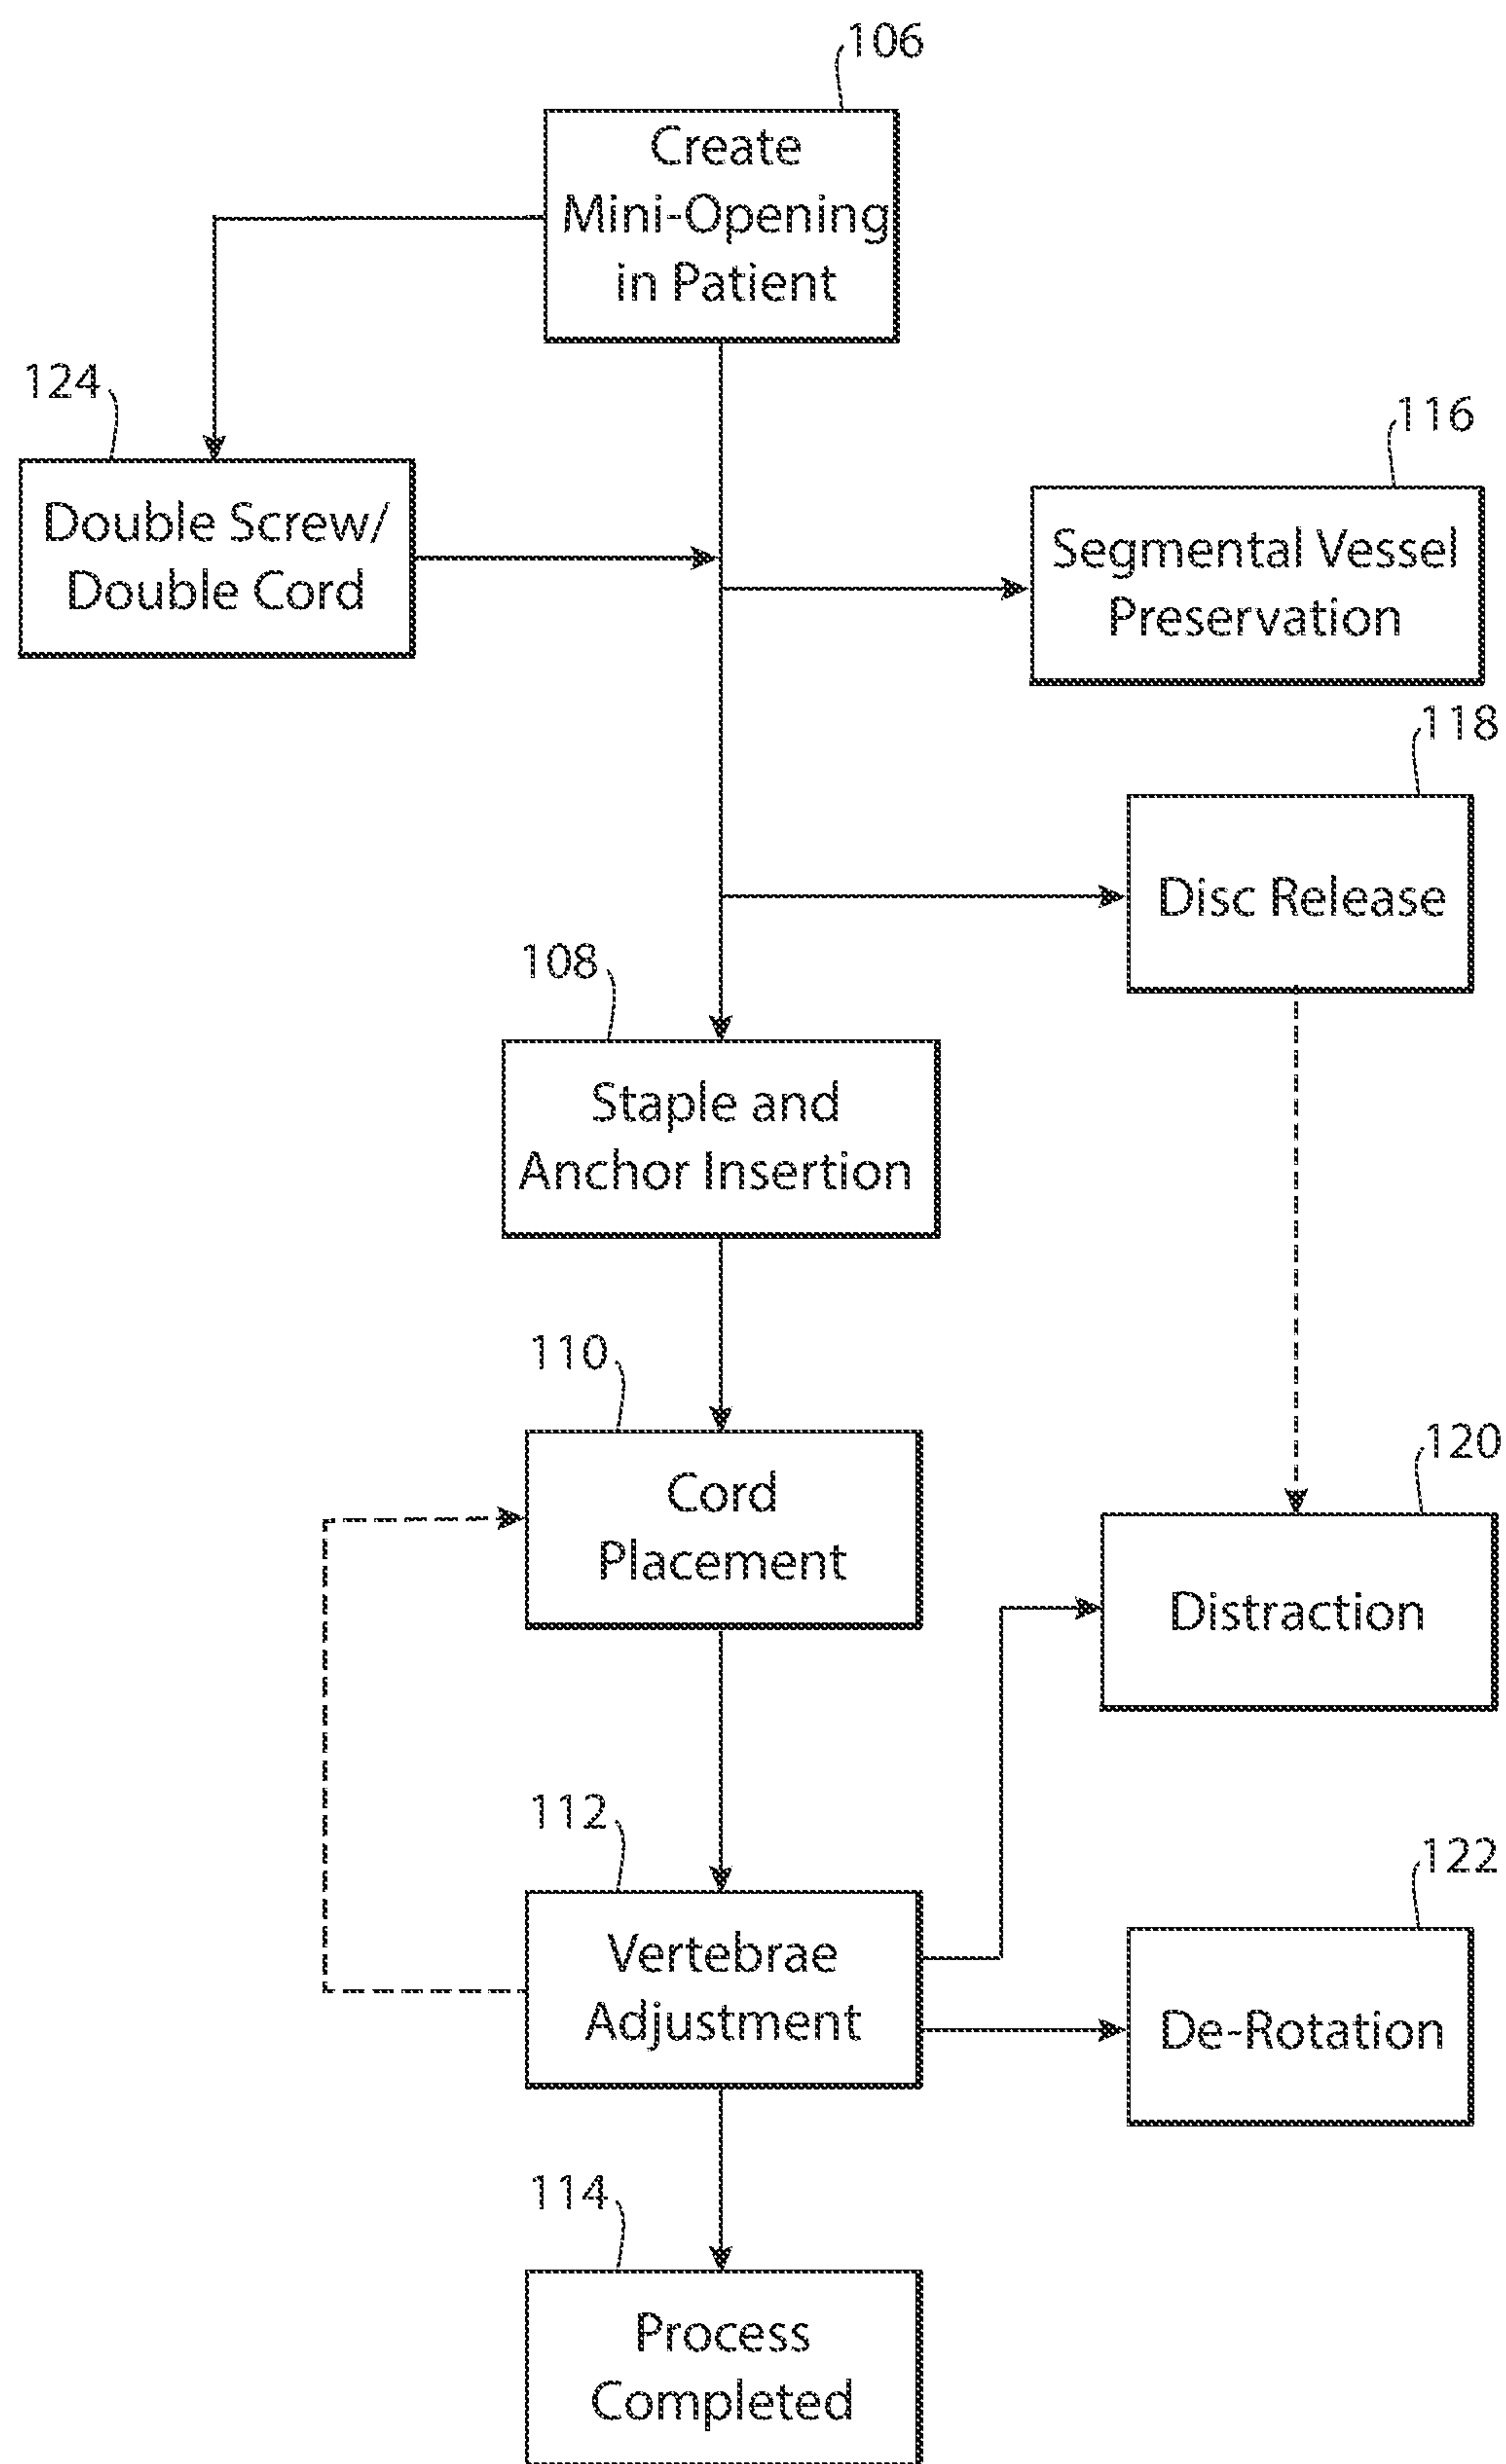 106
Create
Mini-Opening
in Patient
124
Double Screw/
Double Cord
116
Segmental Vessel
Preservation
118
Disc Release
108
Staple and
Anchor Insertion
110
Cord
Placement
120
Distraction
112
Vertebrae
Adjustment
122
De-Rotation
114
Process
Completed